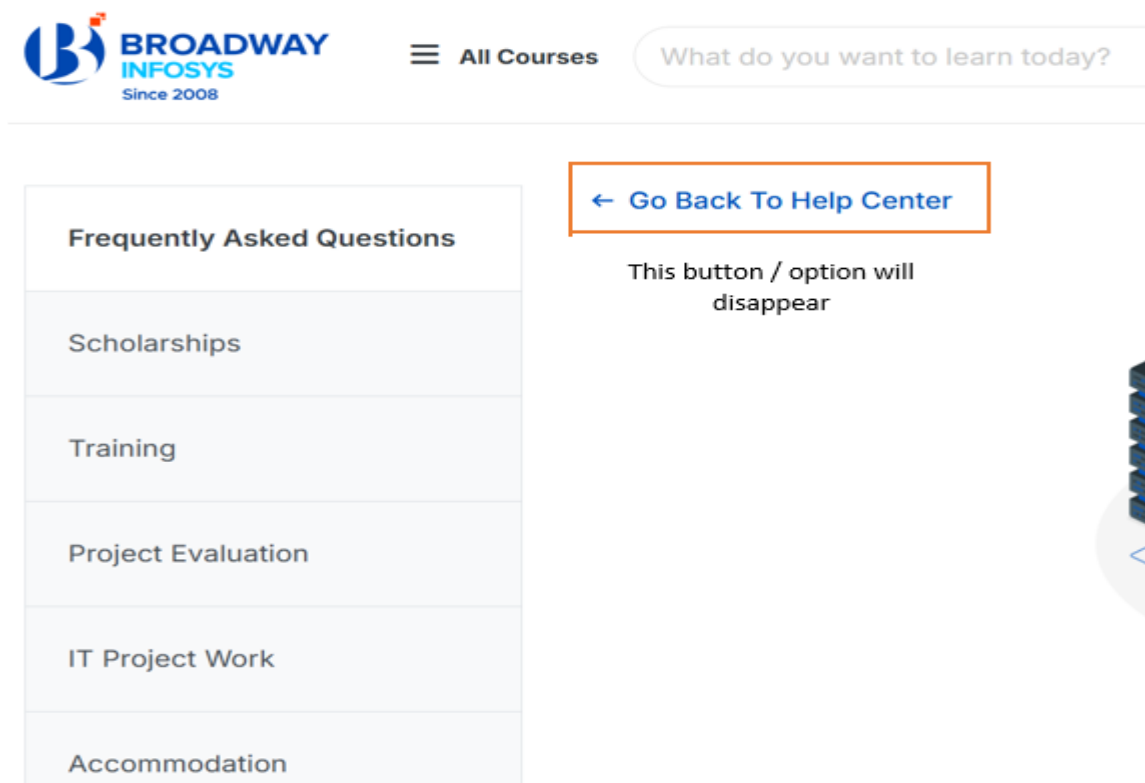 BROADWAY
INFOSYS
Since 2008
All Courses
What do you want to learn today?
← Go Back To Help Center
This button / option will
disappear
Frequently Asked Questions
Scholarships
Training
Project Evaluation
IT Project Work
Accommodation